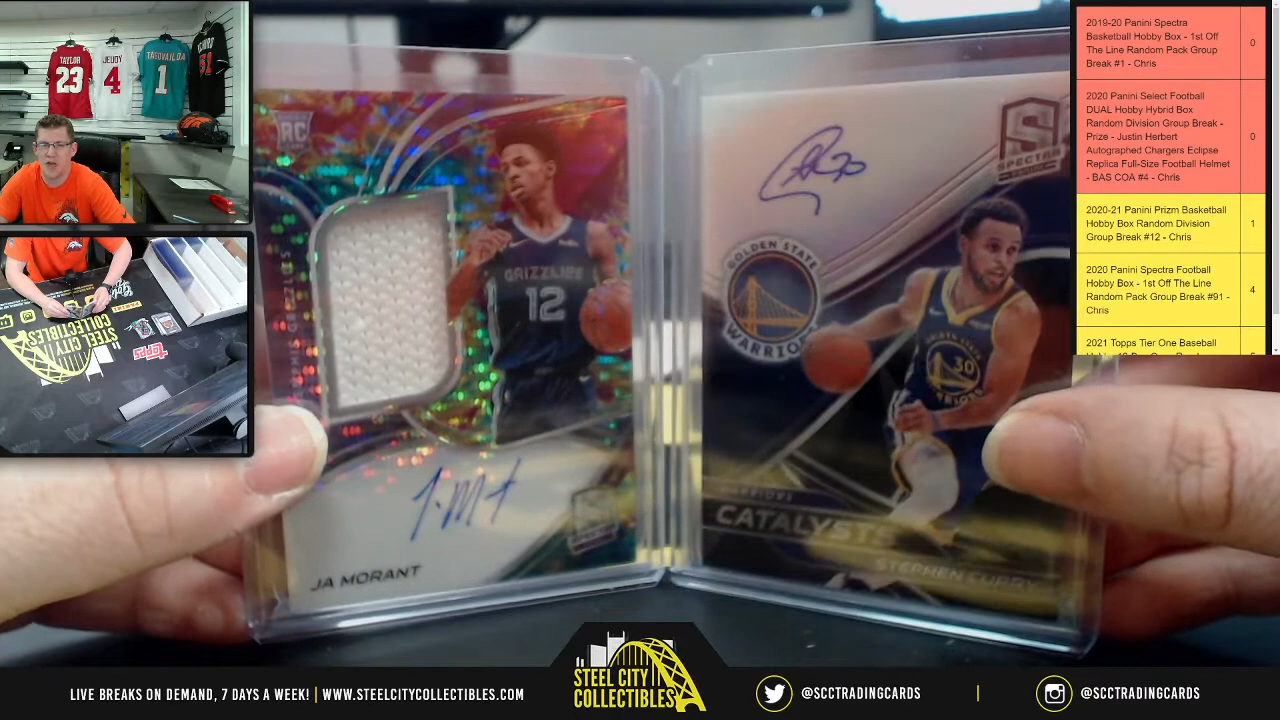 TAYLOR
23
JEUDY
4
TAGOVAILOA
1
51
STEEL CITY
COLLECTIBLES
Topps
RC
GRIZZLIES
12
JA MORANT
SPECTRA
GOLDEN STATE
WARRIORS
30
CATALYSTS
STEPHEN CURRY
2019-20 Panini Spectra
Basketball Hobby Box - 1st Off
The Line Random Pack Group
Break #1 - Chris
0
2020 Panini Select Football
DUAL Hobby Hybrid Box
Random Division Group Break -
Prize - Justin Herbert
Autographed Chargers Eclipse
Replica Full-Size Football Helmet
- BAS COA #4 - Chris
0
2020-21 Panini Prizm Basketball
Hobby Box Random Division
Group Break #12 - Chris
1
2020 Panini Spectra Football
Hobby Box - 1st Off The Line
Random Pack Group Break #91 -
Chris
4
2021 Topps Tier One Baseball
LIVE BREAKS ON DEMAND, 7 DAYS A WEEK! | WWW.STEELCITYCOLLECTIBLES.COM
STEEL CITY
COLLECTIBLES
@SCCTRADINGCARDS
@SCCTRADINGCARDS